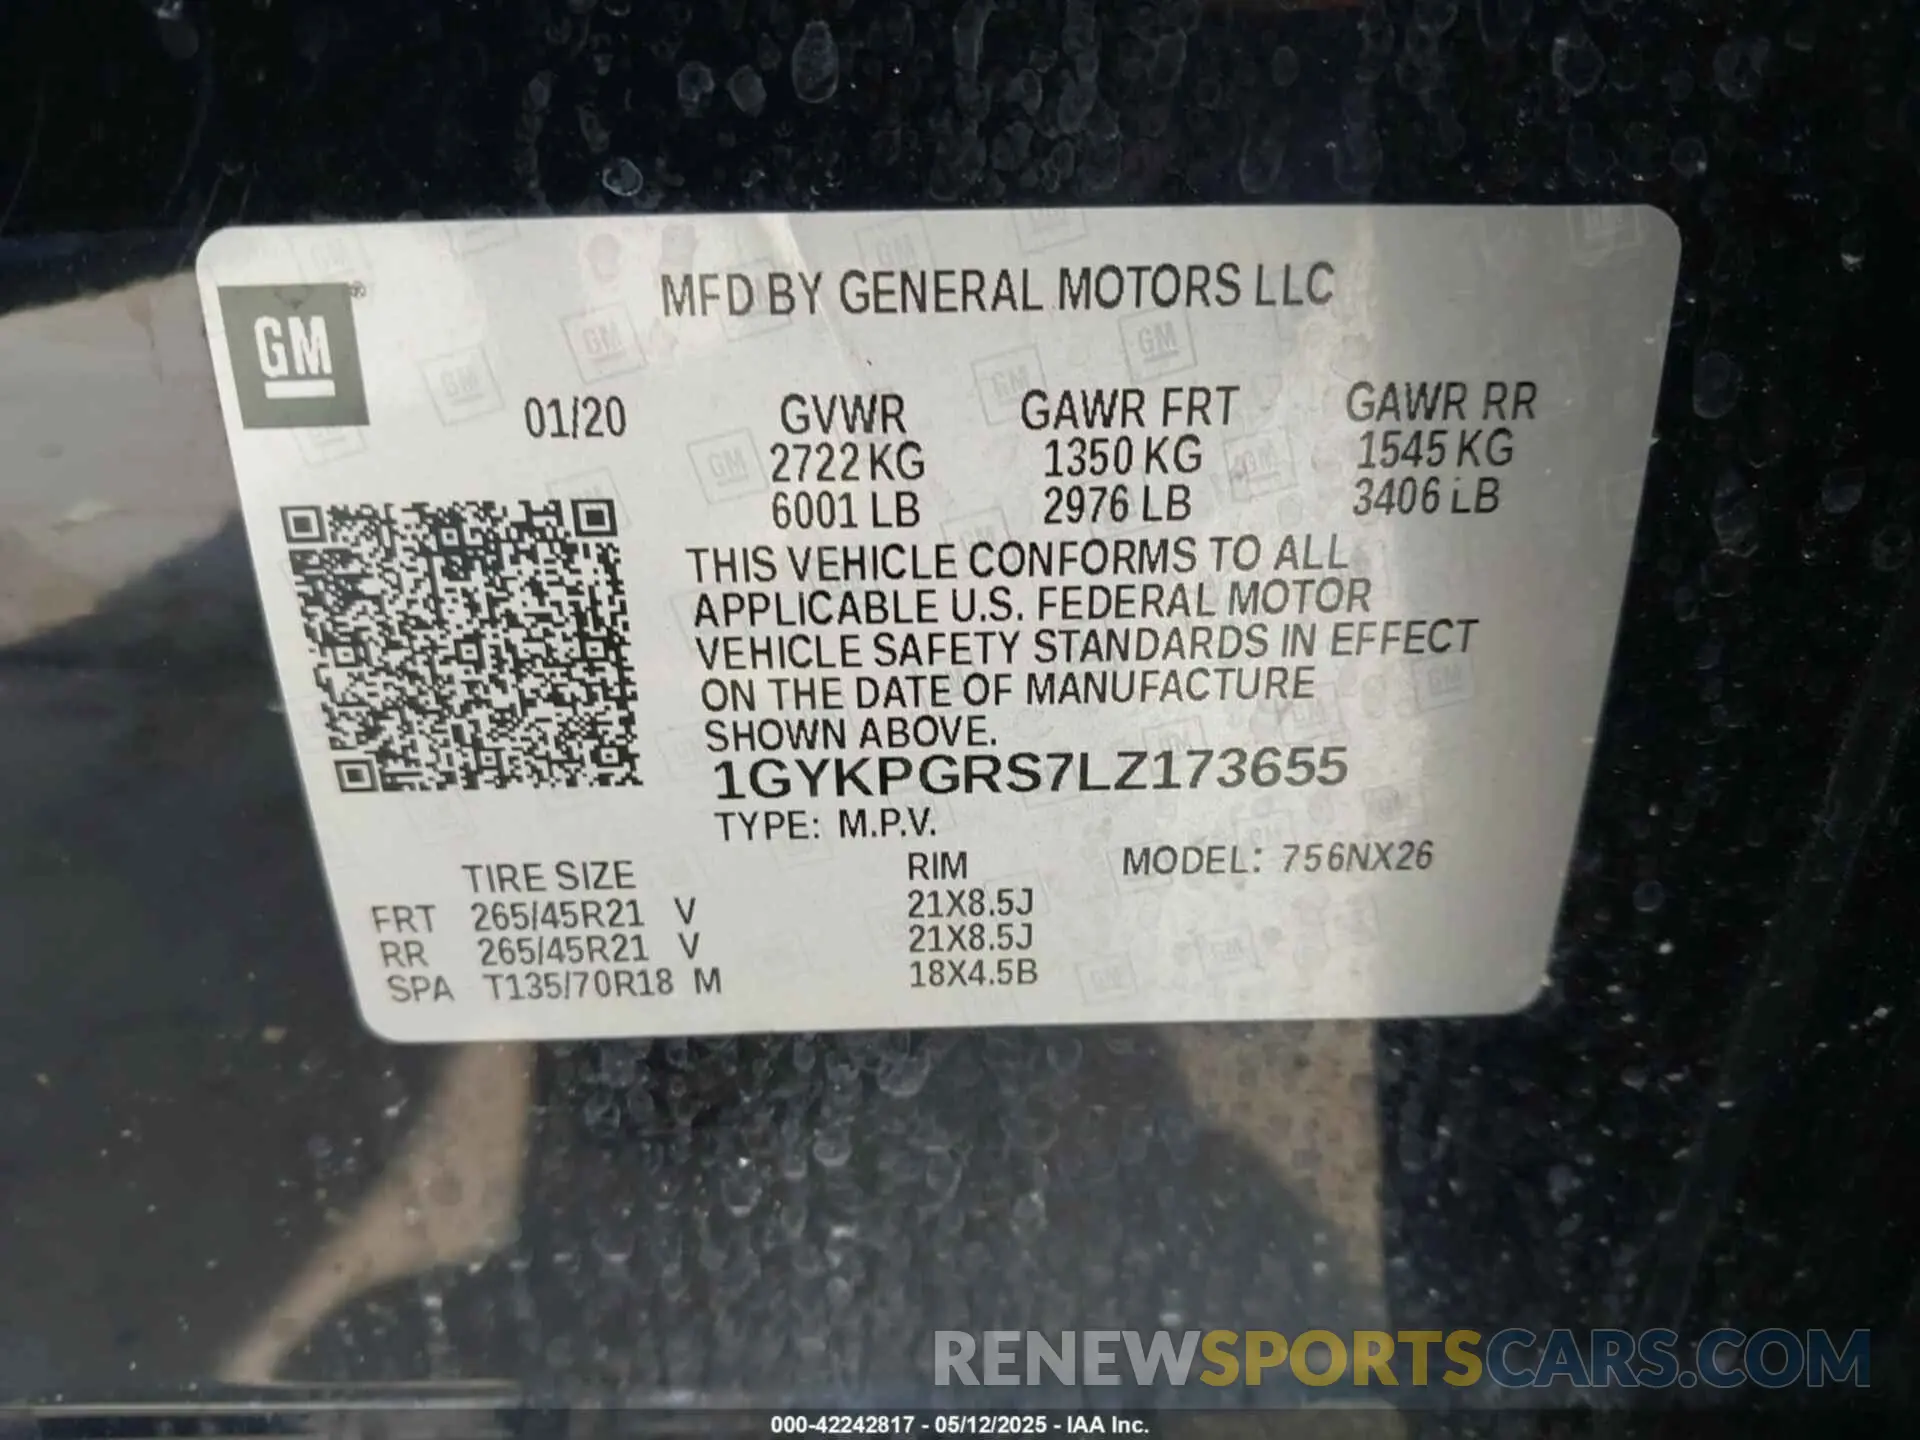 MFD BY GENERAL MOTORS LLC
GM ®
01/20 GVWR GAWR FRT GAWR RR
2722 KG 1350 KG 1545 KG
6001 LB 2976 LB 3406 LB
THIS VEHICLE CONFORMS TO ALL
APPLICABLE U.S. FEDERAL MOTOR
VEHICLE SAFETY STANDARDS IN EFFECT
ON THE DATE OF MANUFACTURE
SHOWN ABOVE.
1GYKPGRS7LZ173655
TYPE: M.P.V.
TIRE SIZE RIM MODEL: 756NX26
FRT 265/45R21 V 21X8.5J
RR 265/45R21 V 21X8.5J
SPA T135/70R18 M 18X4.5B
RENEWSPORTSCARS.COM
000-42242817 - 05/12/2025 - IAA Inc.